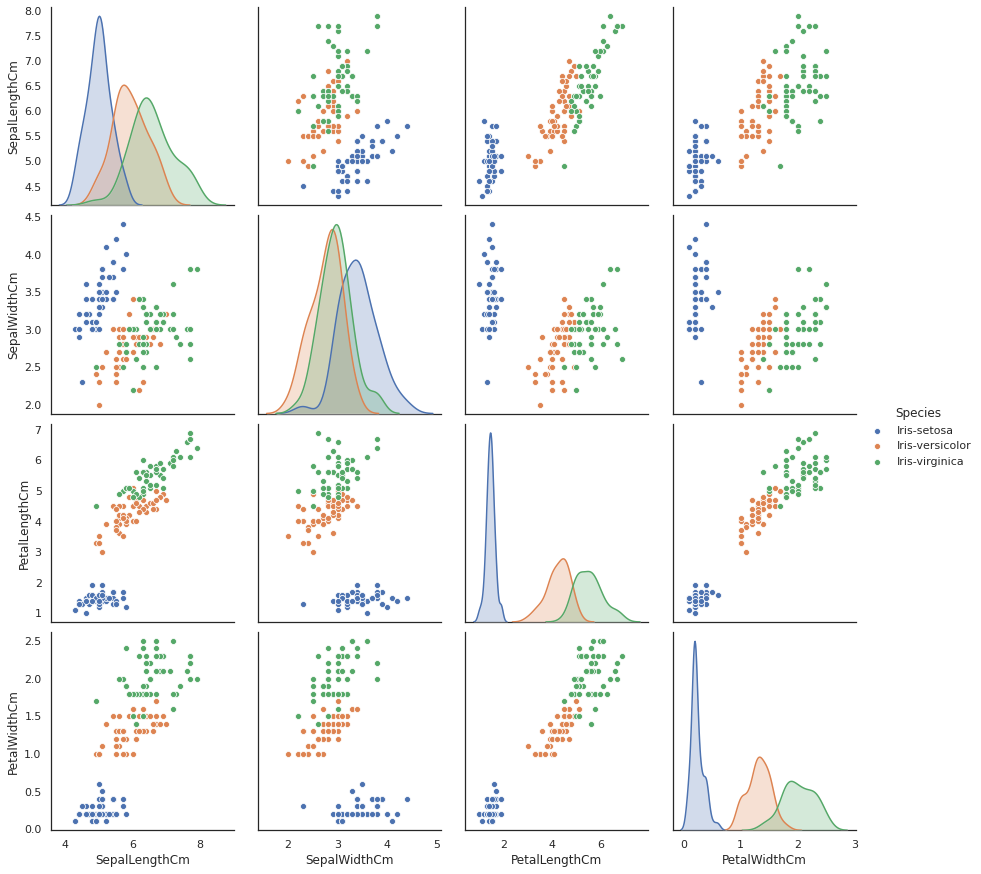 8.0
7.5
7.0
6.5
6.0
5.5
5.0
4.5
SepalLengthCm
4.5
4.0
3.5
3.0
2.5
2.0
SepalWidthCm
Species
Iris-setosa
Iris-versicolor
Iris-virginica
7
6
5
4
3
2
1
PetalLengthCm
2.5
2.0
1.5
1.0
0.5
0.0
PetalWidthCm
4 6 8
2 3 4 5
2 4 6
0 1 2 3
SepalLengthCm
SepalWidthCm
PetalLengthCm
PetalWidthCm